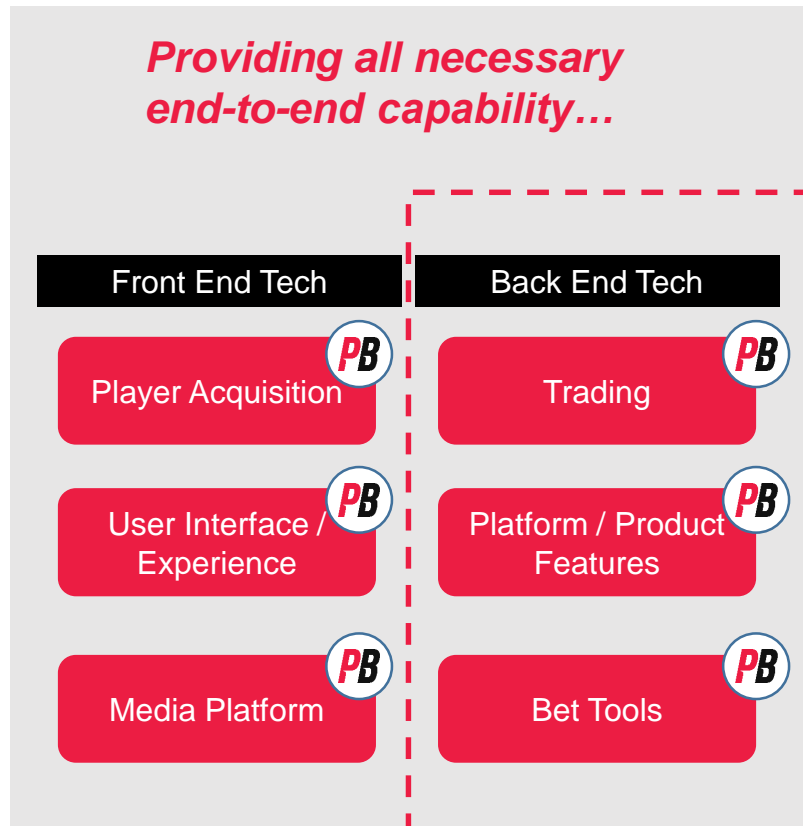 Providing all necessary
end-to-end capability…
Front End Tech
Back End Tech
PB
Player Acquisition
PB
Trading
PB
User Interface /
Experience
PB
Platform / Product
Features
PB
Media Platform
PB
Bet Tools